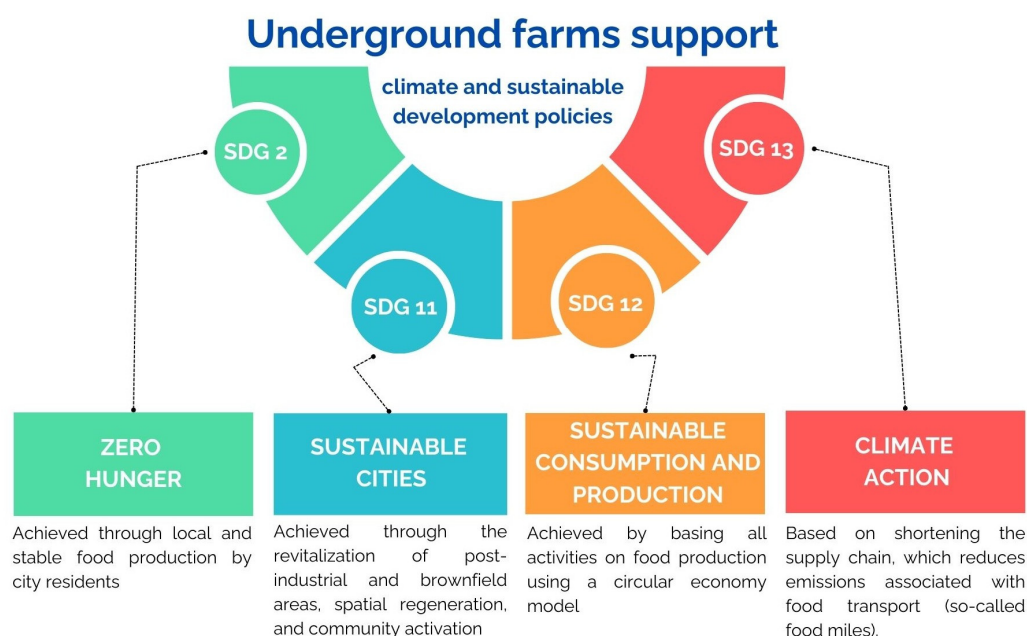 Underground farms support
climate and sustainable
development policies
SDG 2
SDG 11
SDG 12
SDG 13
ZERO
HUNGER
Achieved through local and
stable food production by
city residents
SUSTAINABLE
CITIES
Achieved through the
revitalization of post-
industrial and brownfield
areas, spatial regeneration,
and community activation
SUSTAINABLE
CONSUMPTION AND
PRODUCTION
Achieved by basing all
activities on food production
using a circular economy
model
CLIMATE
ACTION
Based on shortening the
supply chain, which reduces
emissions associated with
food transport (so-called
food miles).